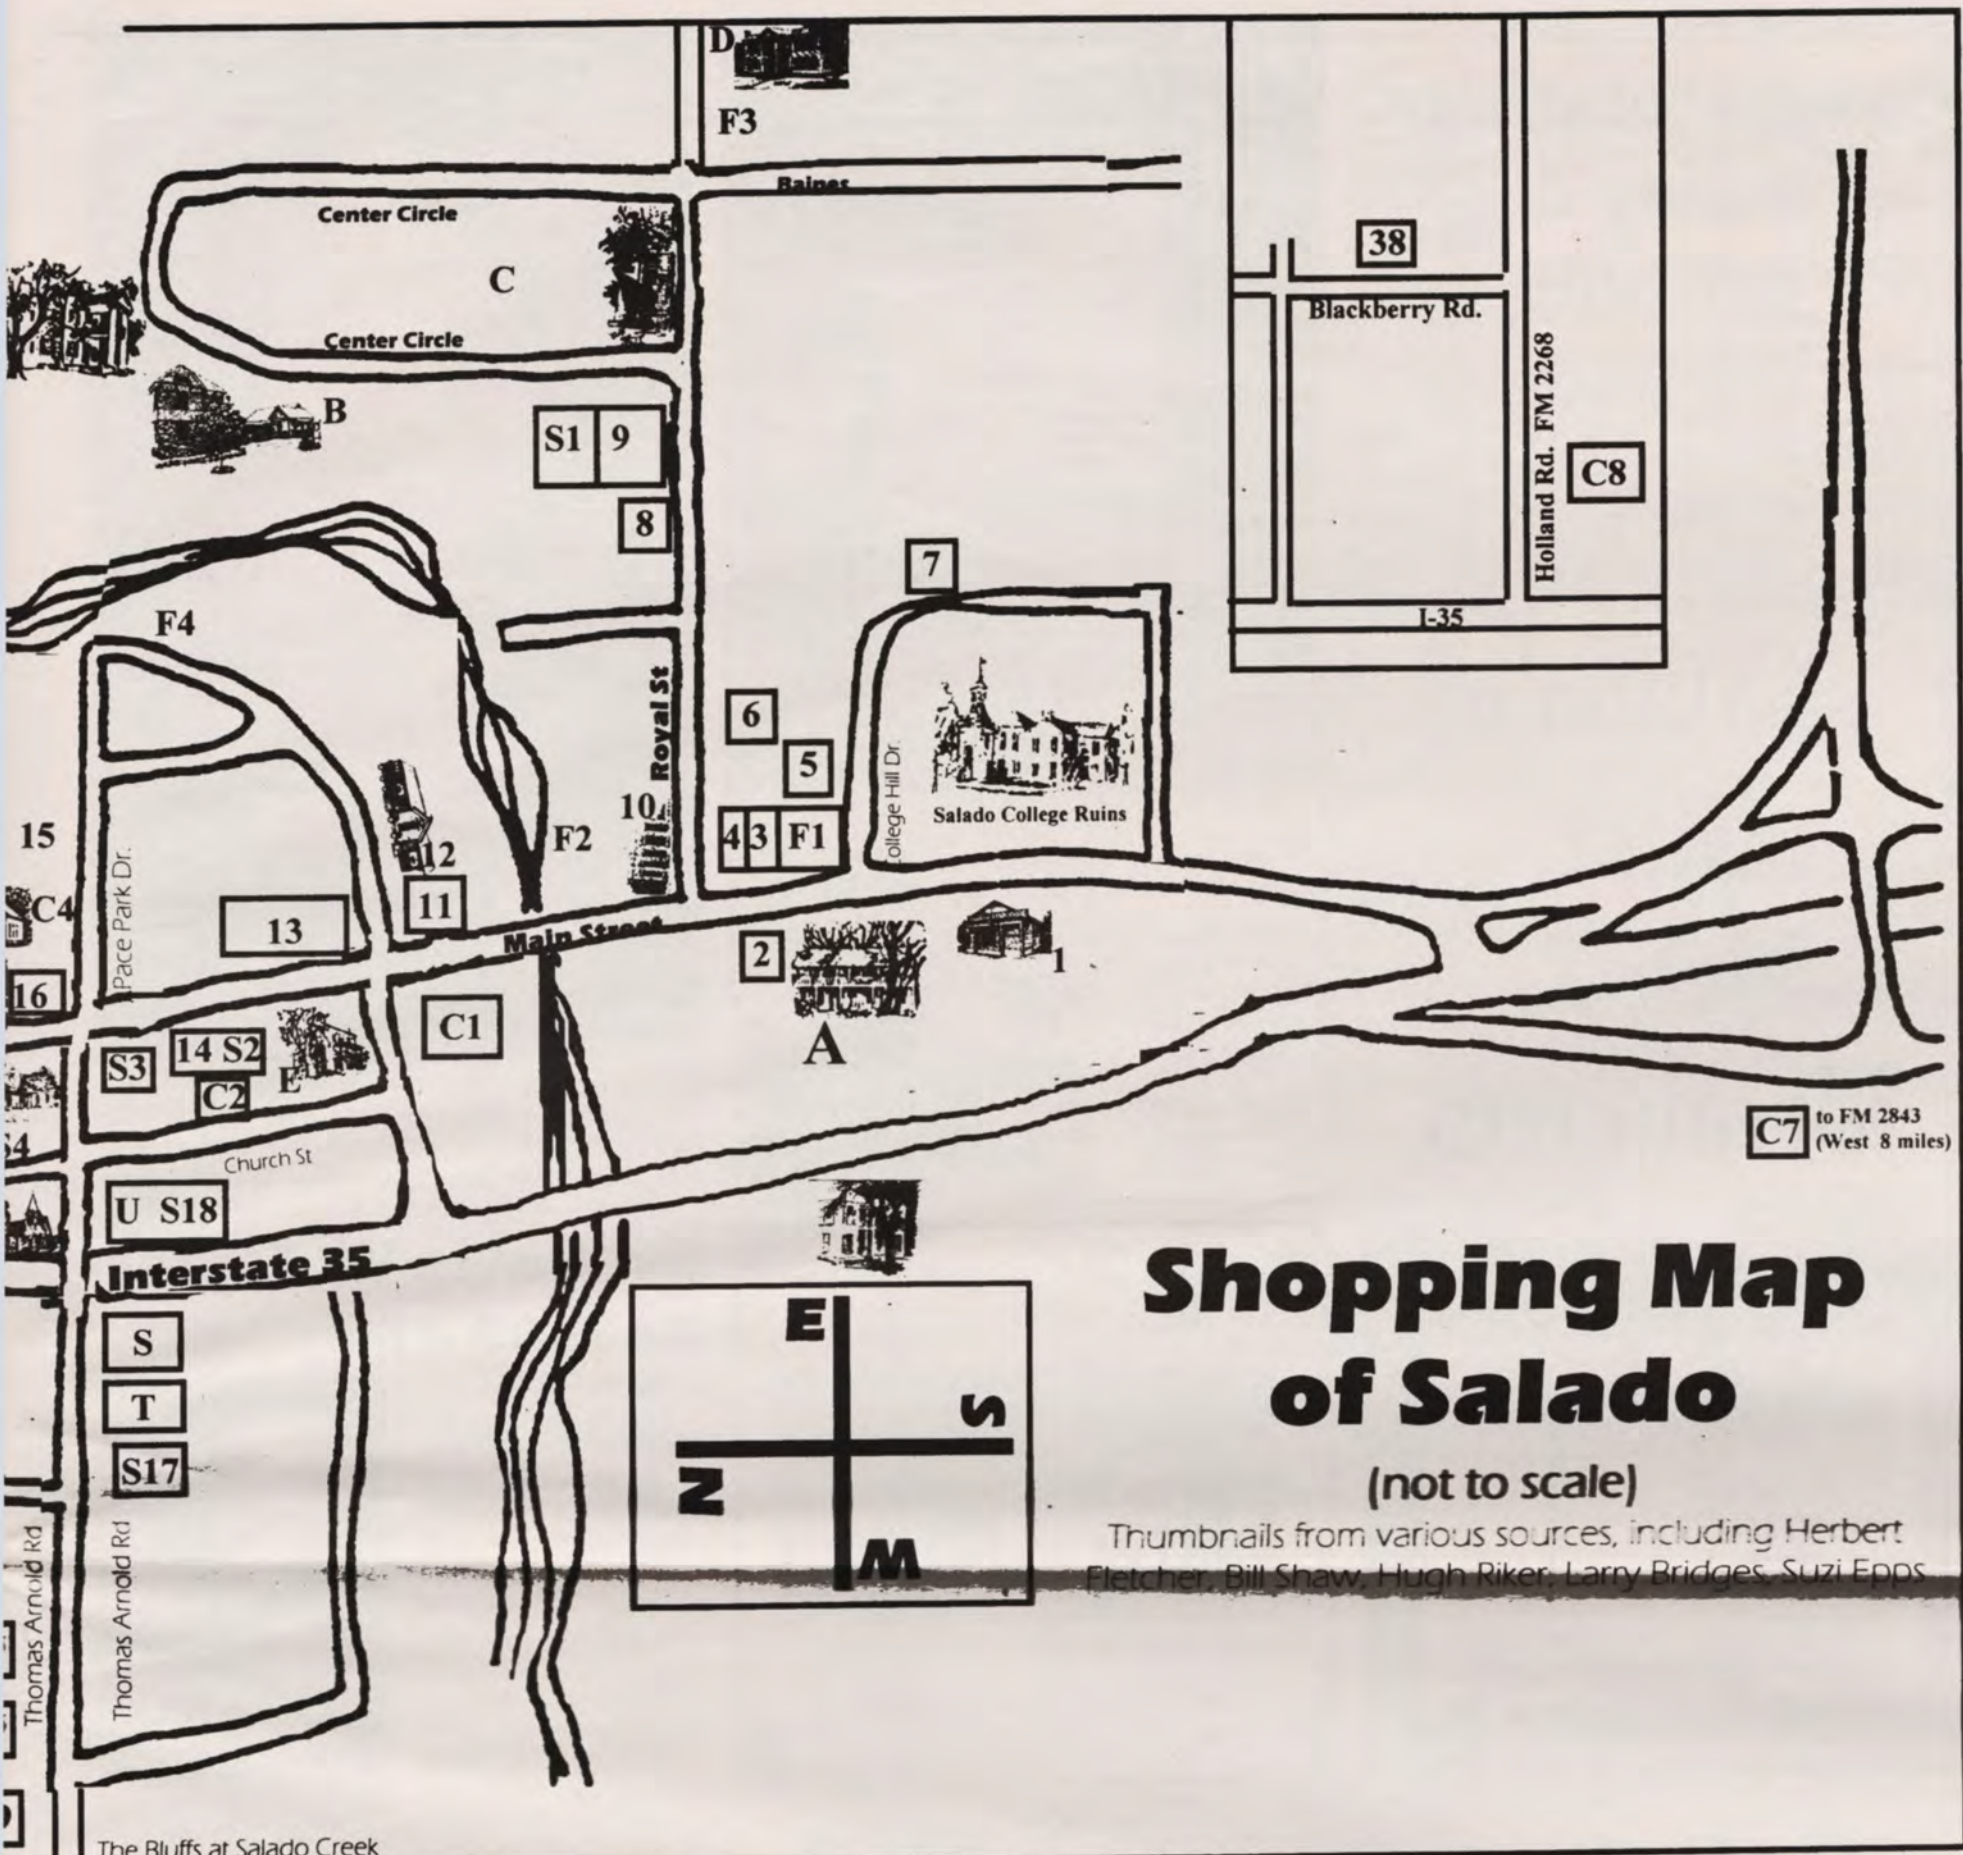 D
F3
Baines
Center Circle
C
Center Circle
B
S1 9
8
7
38
Blackberry Rd.
Holland Rd. FM 2268
C8
I-35
F4
Royal St
6
5
10
4 3 F1
College Hill Dr.
Salado College Ruins
F2
15
C4
Pace Park Dr.
12
11
13
Main Street
2
1
A
16
C1
S3
14 S2
C2
E
Church St
U S18
Interstate 35
C7
to FM 2843
(West 8 miles)
S
T
S17
Thomas Arnold Rd
Thomas Arnold Rd
E
S
N
W
Shopping Map
of Salado
(not to scale)
Thumbnails from various sources, including Herbert
Fletcher, Bill Shaw, Hugh Riker, Larry Bridges, Suzi Epps
The Bluffs at Salado Creek